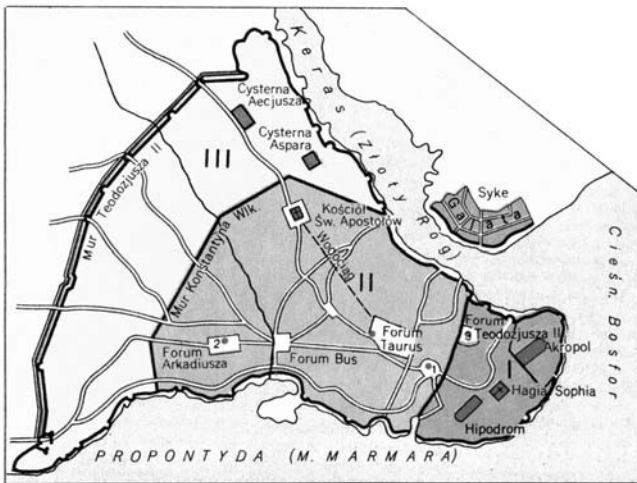 Keras (Złoty Róg)
Cysterna
Aecjusza
Cysterna
Aspara
III
Syke
Galata
Mur Teodozjusza II
Mur Konstantyna Wlk.
Kościół
Św. Apostołów
Wodociąg
II
Cieśn. Bosfor
Forum
Taurus
Forum
Teodozjusza II
Akropol
2
Forum
Arkadiusza
Forum Bus
1
I
Hagia Sophia
Hipodrom
PROPONTYDA (M. MARMARA)